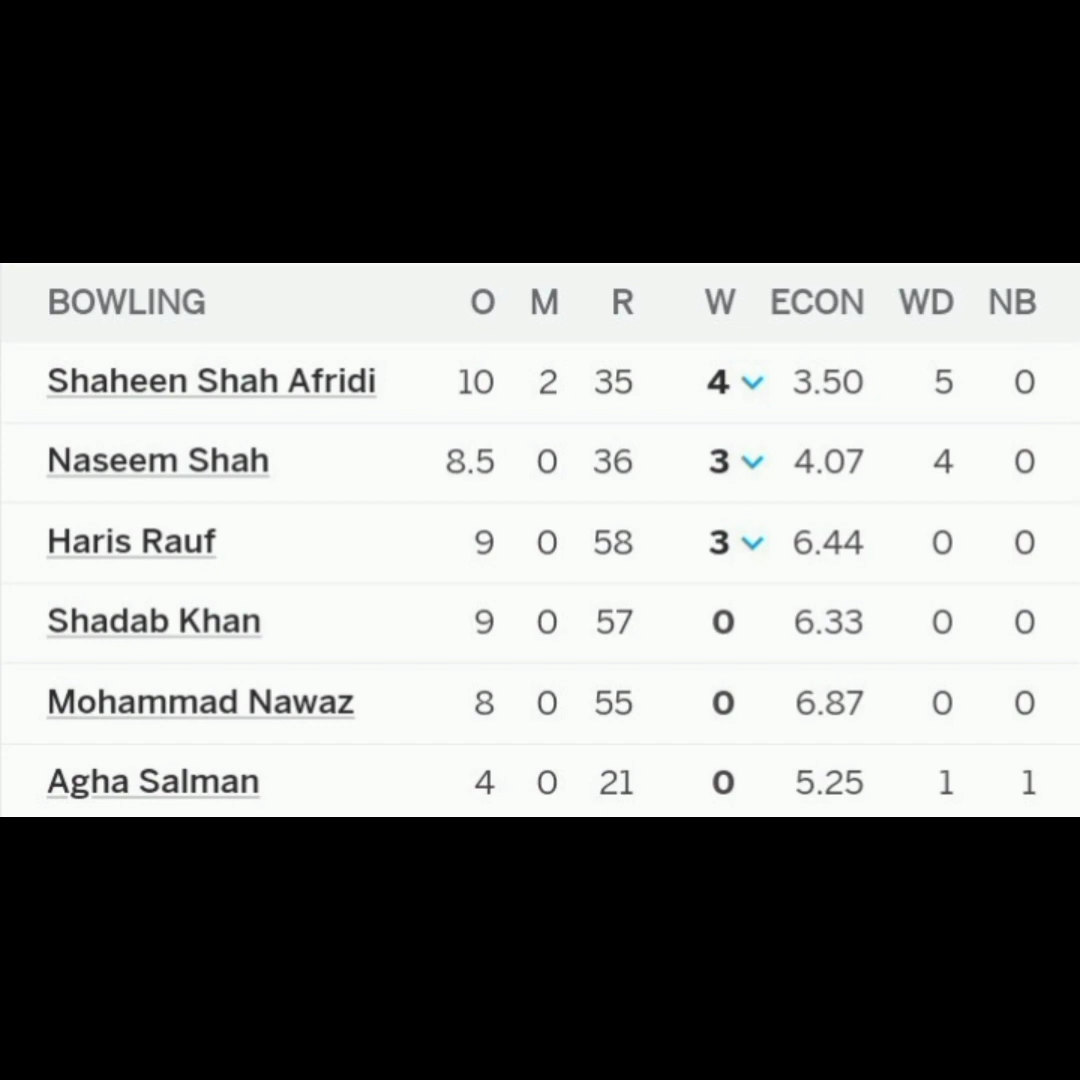 BOWLING O M R W ECON WD NB
Shaheen Shah Afridi 10 2 35 4 3.50 5 0
Naseem Shah 8.5 0 36 3 4.07 4 0
Haris Rauf 9 0 58 3 6.44 0 0
Shadab Khan 9 0 57 0 6.33 0 0
Mohammad Nawaz 8 0 55 0 6.87 0 0
Agha Salman 4 0 21 0 5.25 1 1